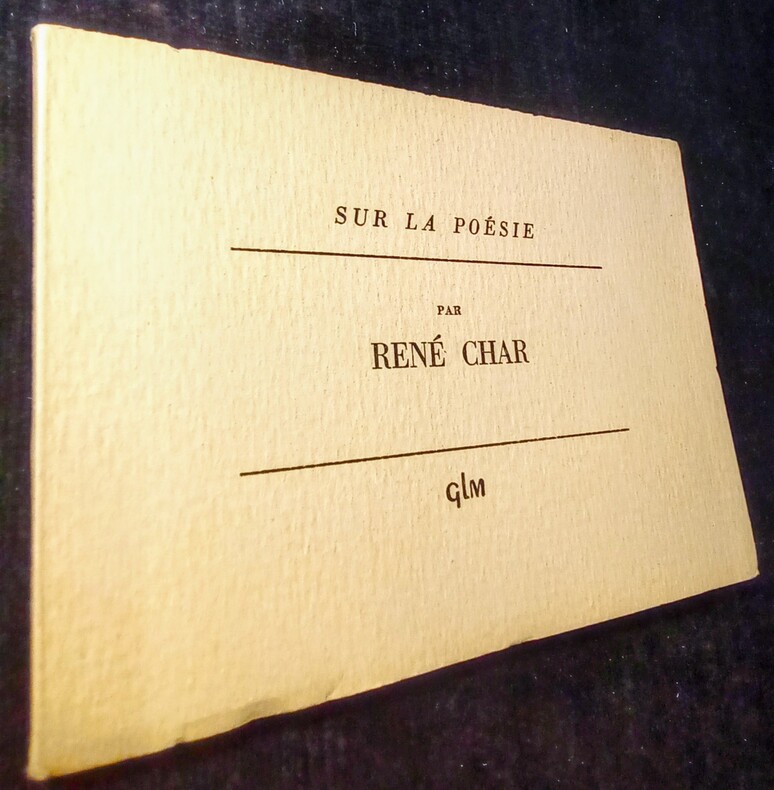 SUR LA POÉSIE
PAR
RENÉ CHAR
GLM